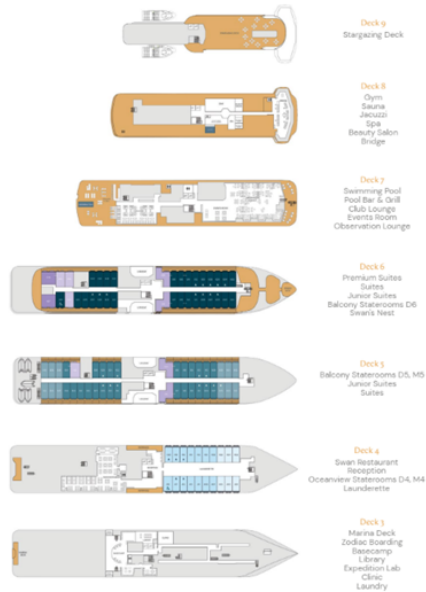 Deck 9
Stargazing Deck
Deck 8
Gym
Sauna
Jacuzzi
Spa
Beauty Salon
Bridge
Deck 7
Swimming Pool
Pool Bar & Grill
Club Lounge
Events Room
Observation Lounge
Deck 6
Premium Suites
Suites
Junior Suites
Balcony Staterooms D6
Swan's Nest
Deck 5
Balcony Staterooms D5, M5
Junior Suites
Suites
Deck 4
Swan Restaurant
Reception
Oceanview Staterooms D4, M4
Launderette
Deck 3
Marina Deck
Zodiac Boarding
Basecamp
Library
Expedition Lab
Clinic
Laundry